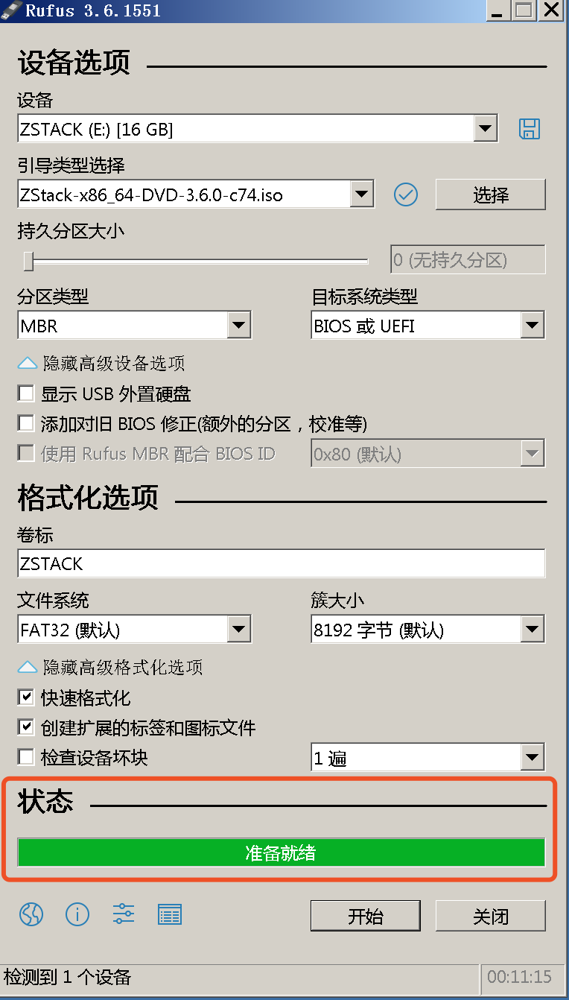 Rufus 3.6.1551
设备选项
设备
ZSTACK (E:) [16 GB]
引导类型选择
ZStack-x86_64-DVD-3.6.0-c74.iso
选择
持久分区大小
0 (无持久分区)
分区类型
目标系统类型
MBR
BIOS 或 UEFI
隐藏高级设备选项
显示 USB 外置硬盘
添加对旧 BIOS 修正(额外的分区，校准等)
使用 Rufus MBR 配合 BIOS ID
0x80 (默认)
格式化选项
卷标
ZSTACK
文件系统
簇大小
FAT32 (默认)
8192 字节 (默认)
隐藏高级格式化选项
快速格式化
创建扩展的标签和图标文件
检查设备坏块
1 遍
状态
准备就绪
开始
关闭
检测到 1 个设备
00:11:15